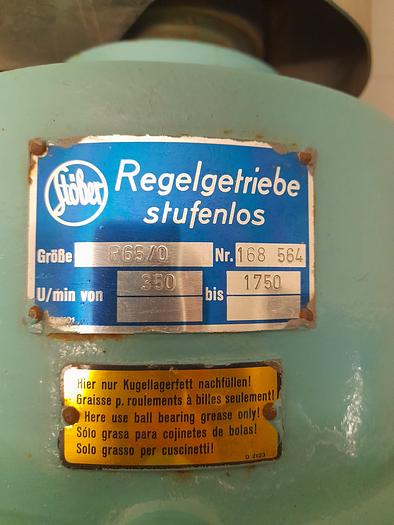 Stöber
Regelgetriebe
stufenlos
Größe R65/0 Nr. 168 564
U/min von 350 bis 1750
Hier nur Kugellagerfett nachfüllen!
Graisse p. roulements à billes seulement!
Here use ball bearing grease only!
Sólo grasa para cojinetes de bolas!
Solo grasso per cuscinetti!